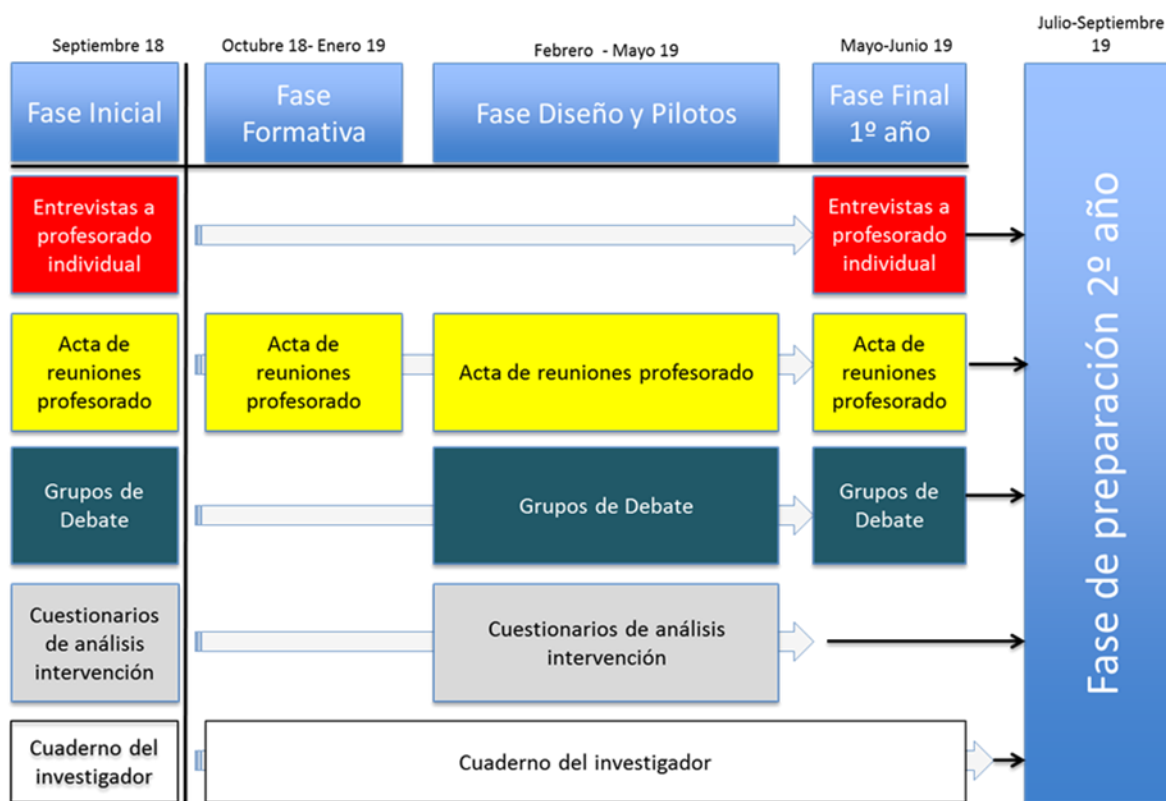 Septiembre 18
Octubre 18- Enero 19
Febrero - Mayo 19
Mayo-Junio 19
Julio-Septiembre
19
Fase Inicial
Fase
Formativa
Fase Diseño y Pilotos
Fase Final
1º año
Entrevistas a
profesorado
individual
Entrevistas a
profesorado
individual
Acta de
reuniones
profesorado
Acta de
reuniones
profesorado
Acta de reuniones profesorado
Acta de
reuniones
profesorado
Grupos de
Debate
Grupos de Debate
Grupos de
Debate
Cuestionarios
de análisis
intervención
Cuestionarios de análisis
intervención
Cuaderno del
investigador
Cuaderno del investigador
Fase de preparación 2º año